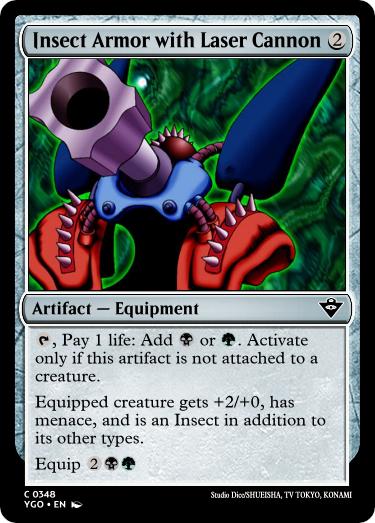 Insect Armor with Laser Cannon 2
Artifact — Equipment
, Pay 1 life: Add or . Activate
only if this artifact is not attached to a
creature.
Equipped creature gets +2/+0, has
menace, and is an Insect in addition to
its other types.
Equip 2
C 0348
YGO • EN Studio Dice/SHUEISHA, TV TOKYO, KONAMI